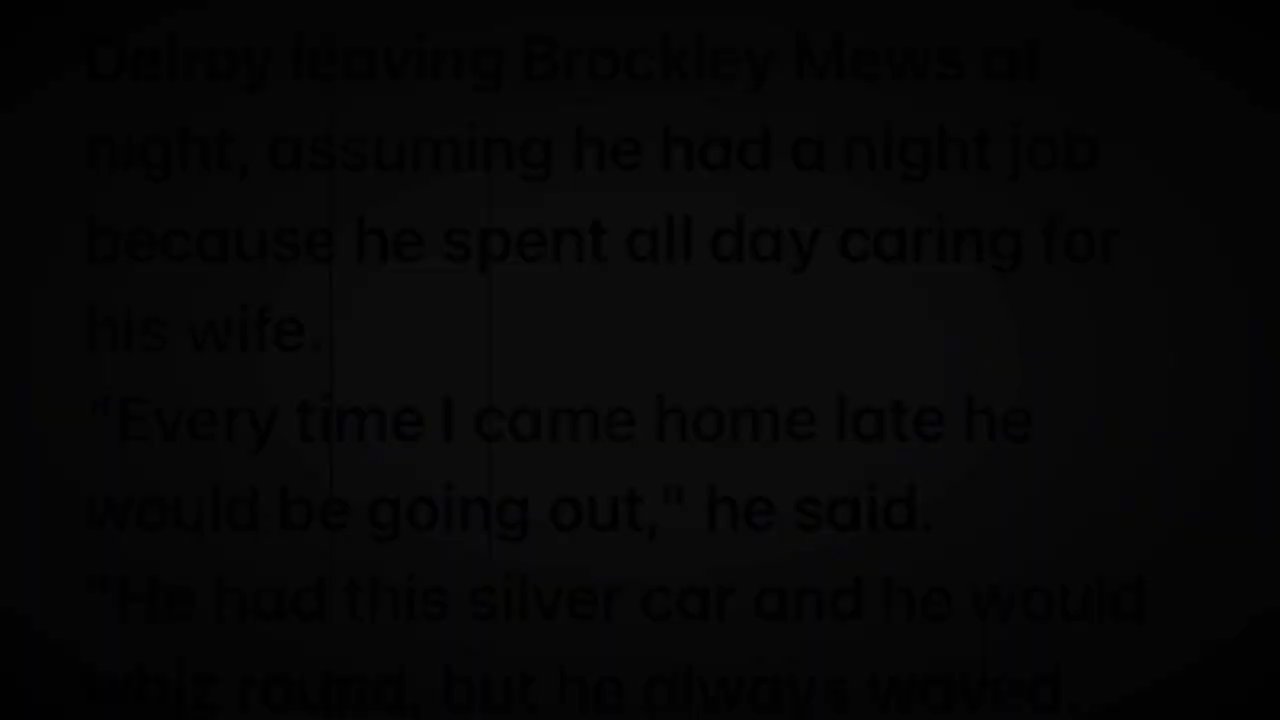 Delroy leaving Brockley Mews at
night, assuming he had a night job
because he spent all day caring for
his wife.
"Every time I came home late he
would be going out," he said.
"He had this silver car and he would
whiz round, but he always waved.